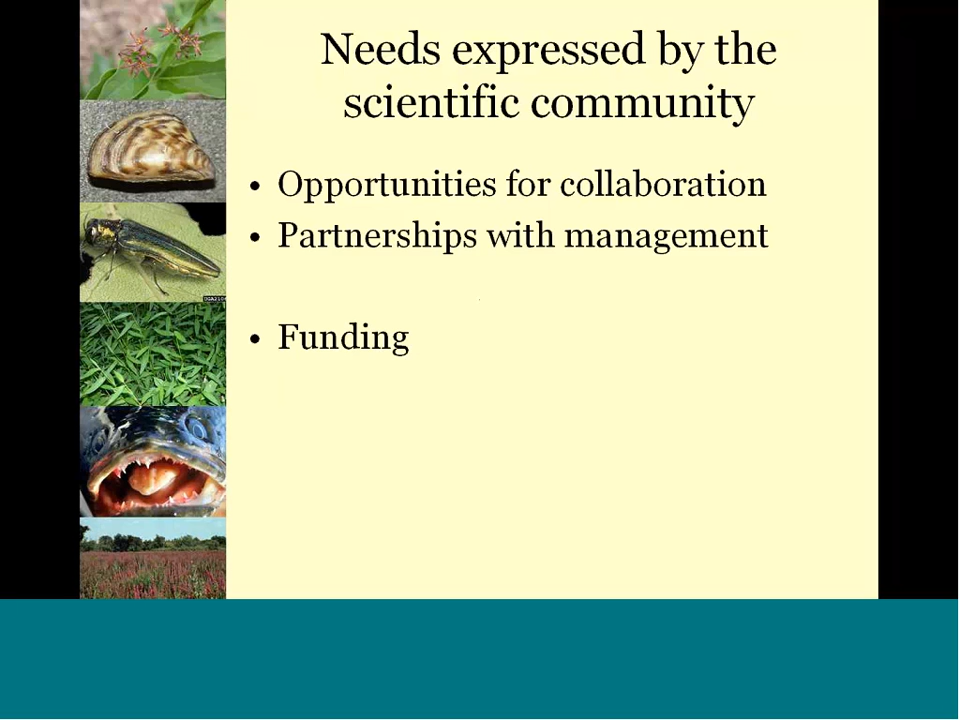 Needs expressed by the
scientific community
• Opportunities for collaboration
• Partnerships with management
• Funding